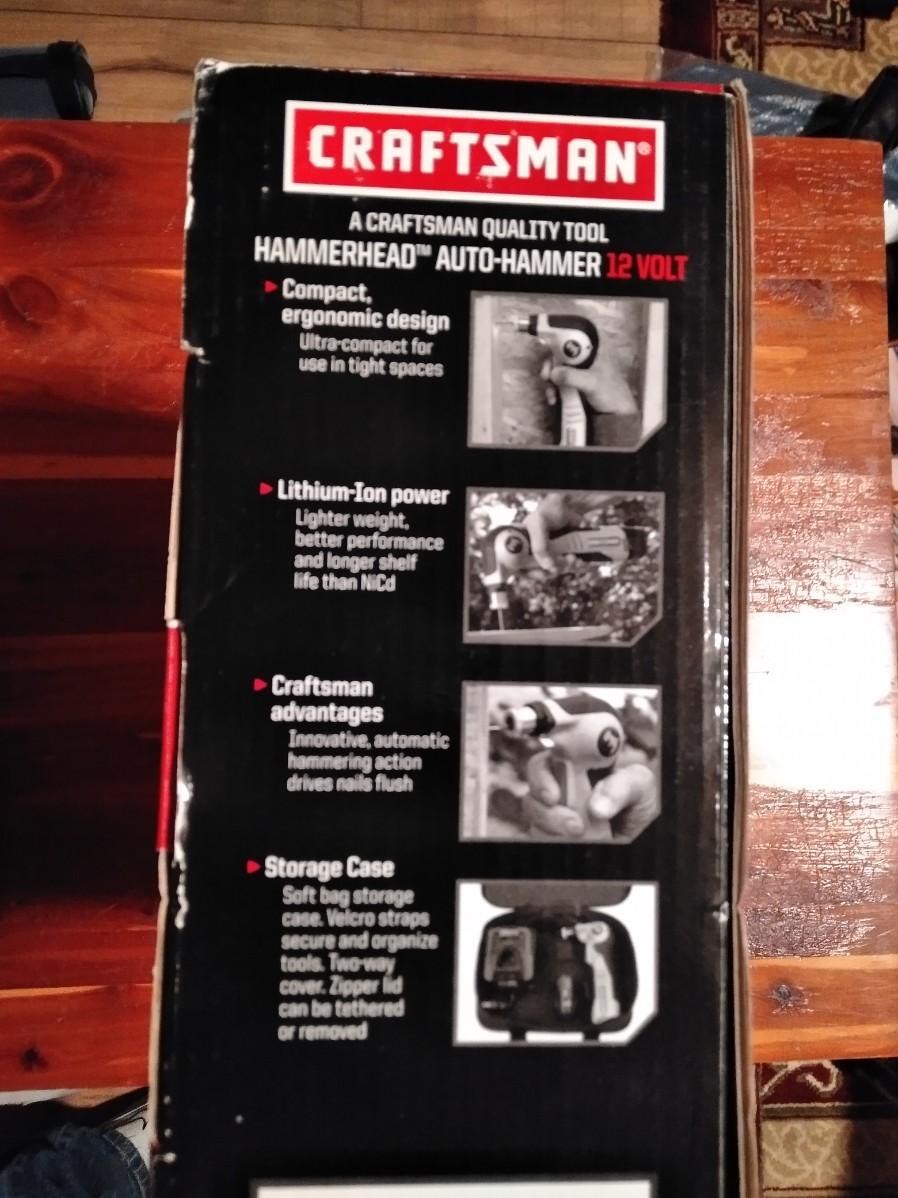 CRAFTSMAN®
A CRAFTSMAN QUALITY TOOL
HAMMERHEAD™ AUTO-HAMMER 12 VOLT
Compact,
ergonomic design
Ultra-compact for
use in tight spaces
Lithium-Ion power
Lighter weight,
better performance
and longer shelf
life than NiCd
Craftsman
advantages
Innovative, automatic
hammering action
drives nails flush
Storage Case
Soft bag storage
case. Velcro straps
secure and organize
tools. Two-way
cover. Zipper lid
can be tethered
or removed